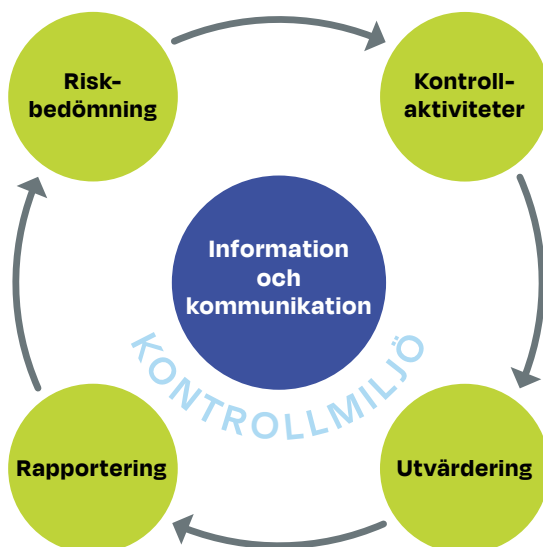 Risk-
bedömning
Kontroll-
aktiviteter
Information
och
kommunikation
KONTROLLMILJÖ
Rapportering
Utvärdering